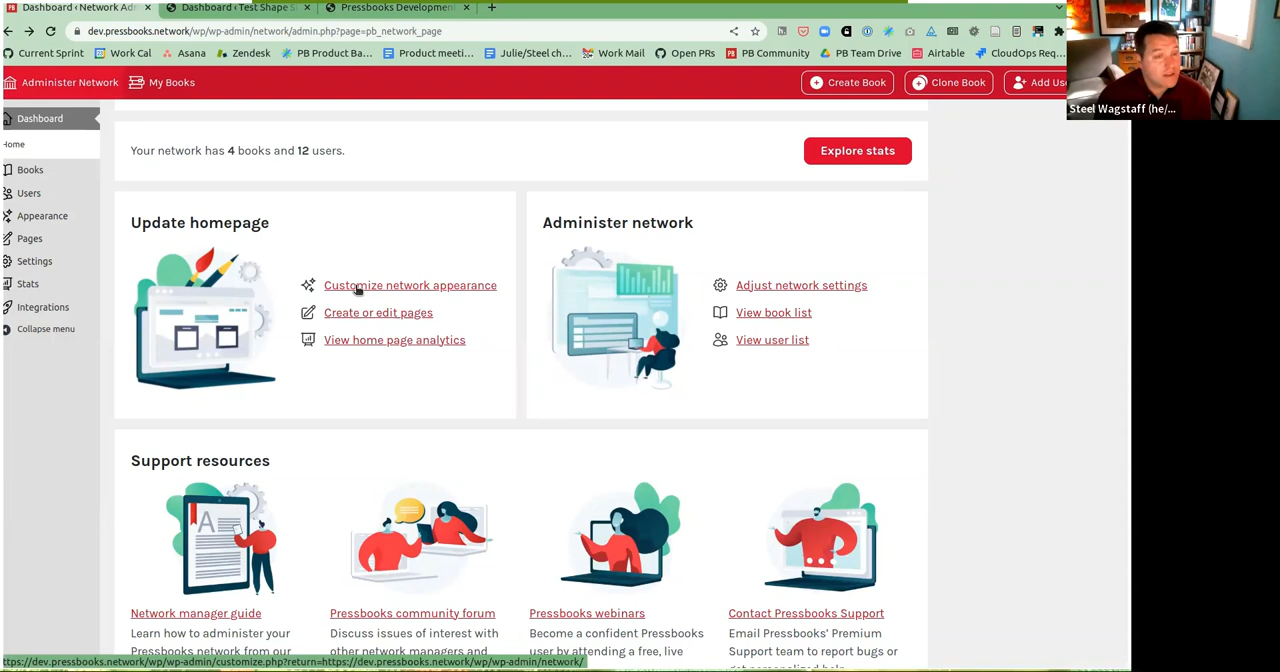 Dashboard ‹ Network Adm
Dashboard ‹ Test Shape S
Pressbooks Development
dev.pressbooks.network/wp/wp-admin/network/admin.php?page=pb_network_page
Current Sprint
Work Cal
Asana
Zendesk
PB Product Ba...
Product meeti...
Julie/Steel ch...
Work Mail
Open PRs
PB Community
PB Team Drive
Airtable
CloudOps Req...
Steel Wagstaff (he/...
Administer Network
My Books
Create Book
Clone Book
Add Use
Dashboard
Home
Books
Users
Appearance
Pages
Settings
Stats
Integrations
Collapse menu
Your network has 4 books and 12 users.
Explore stats
Update homepage
Customize network appearance
Create or edit pages
View home page analytics
Administer network
Adjust network settings
View book list
View user list
Support resources
Network manager guide
Learn how to administer your
Pressbooks network from our
Pressbooks community forum
Discuss issues of interest with
other network managers and
Pressbooks webinars
Become a confident Pressbooks
user by attending a free, live
Contact Pressbooks Support
Email Pressbooks' Premium
Support team to report bugs or
get personalized help
ttps://dev.pressbooks.network/wp/wp-admin/customize.php?return=https://dev.pressbooks.network/wp/wp-admin/network/